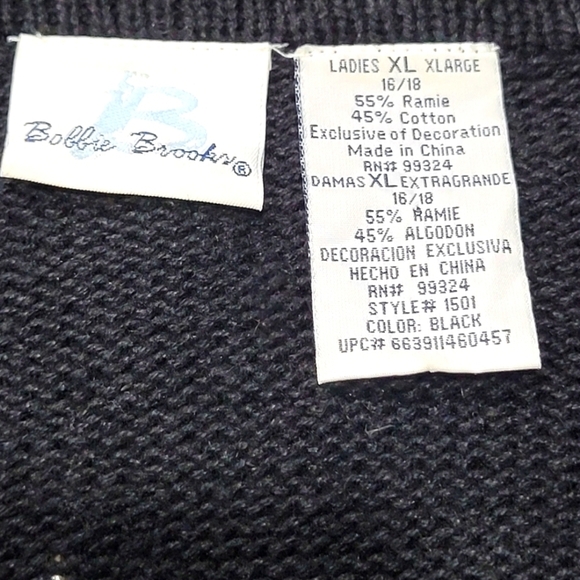 B
Bobbie Brooks®
LADIES XL XLARGE
16/18
55% Ramie
45% Cotton
Exclusive of Decoration
Made in China
RN# 99324
DAMAS XL EXTRAGRANDE
16/18
55% RAMIE
45% ALGODON
DECORACION EXCLUSIVA
HECHO EN CHINA
RN# 99324
STYLE# 1501
COLOR: BLACK
UPC# 663911460457